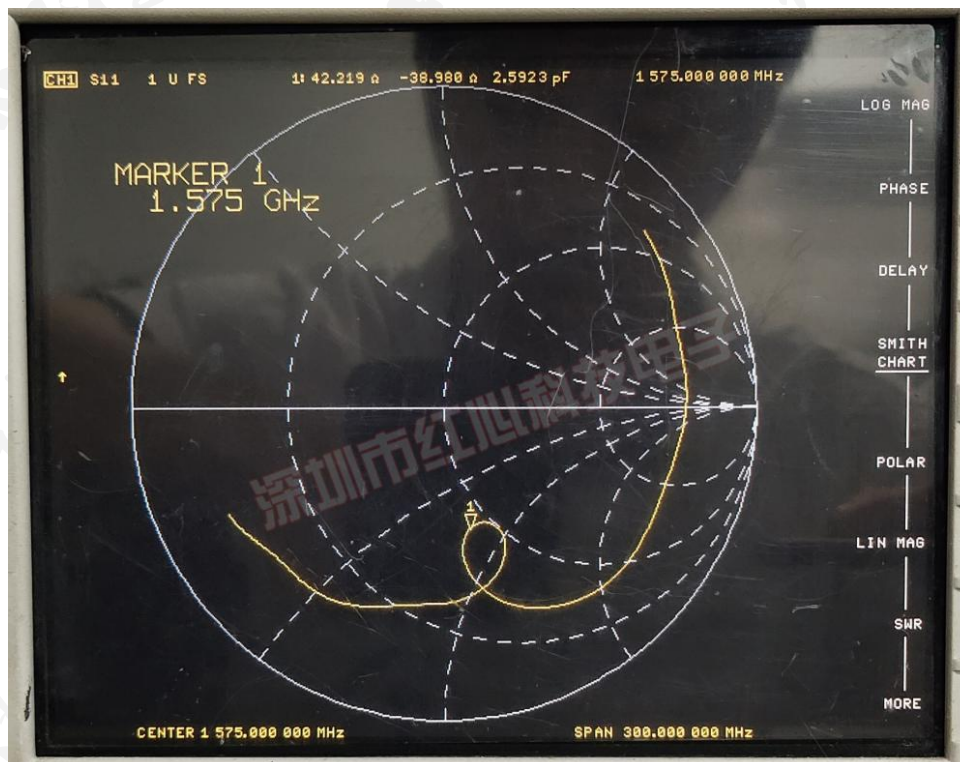 CH1 S11 1 U FS 1: 42.219 Ω -38.980 Ω 2.5923 pF 1 575.000 000 MHz
LOG MAG
MARKER 1
1.575 GHz
PHASE
DELAY
SMITH
CHART
深圳市红心科技电子
POLAR
1
LIN MAG
SWR
MORE
CENTER 1 575.000 000 MHz SPAN 300.000 000 MHz